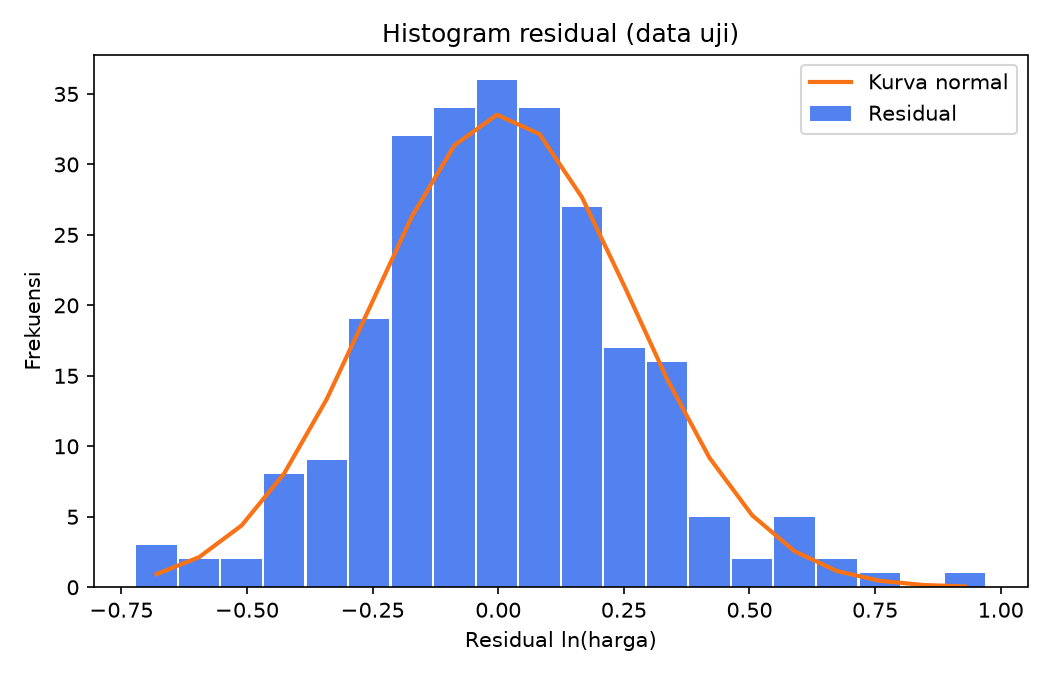 Histogram residual (data uji)
Kurva normal
Residual
Frekuensi
35
30
25
20
15
10
5
0
−0.75 −0.50 −0.25 0.00 0.25 0.50 0.75 1.00
Residual ln(harga)